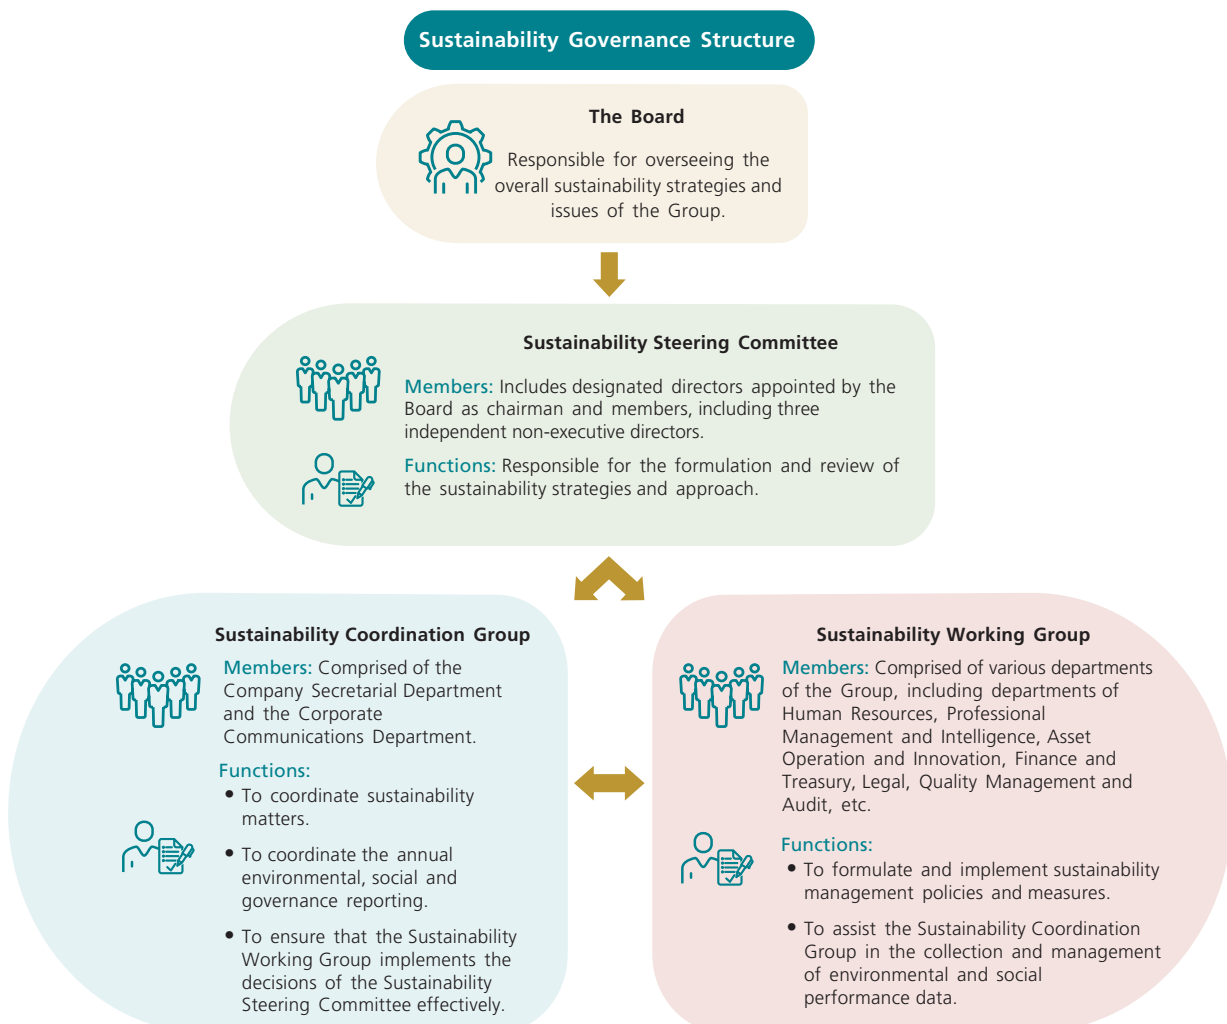 Sustainability Governance Structure
The Board
Responsible for overseeing the
overall sustainability strategies and
issues of the Group.
Sustainability Steering Committee
Members: Includes designated directors appointed by the
Board as chairman and members, including three
independent non-executive directors.
Functions: Responsible for the formulation and review of
the sustainability strategies and approach.
Sustainability Coordination Group
Members: Comprised of the
Company Secretarial Department
and the Corporate
Communications Department.
Functions:
• To coordinate sustainability
matters.
• To coordinate the annual
environmental, social and
governance reporting.
• To ensure that the Sustainability
Working Group implements the
decisions of the Sustainability
Steering Committee effectively.
Sustainability Working Group
Members: Comprised of various departments
of the Group, including departments of
Human Resources, Professional
Management and Intelligence, Asset
Operation and Innovation, Finance and
Treasury, Legal, Quality Management and
Audit, etc.
Functions:
• To formulate and implement sustainability
management policies and measures.
• To assist the Sustainability Coordination
Group in the collection and management
of environmental and social
performance data.